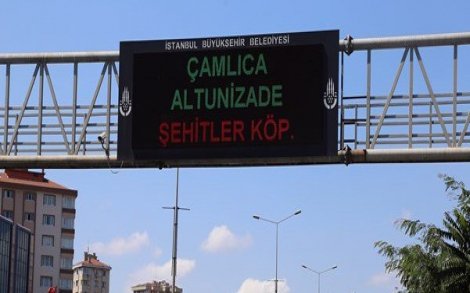 İSTANBUL BÜYÜKŞEHİR BELEDİYESİ
ÇAMLICA
ALTUNİZADE
ŞEHİTLER KÖP.